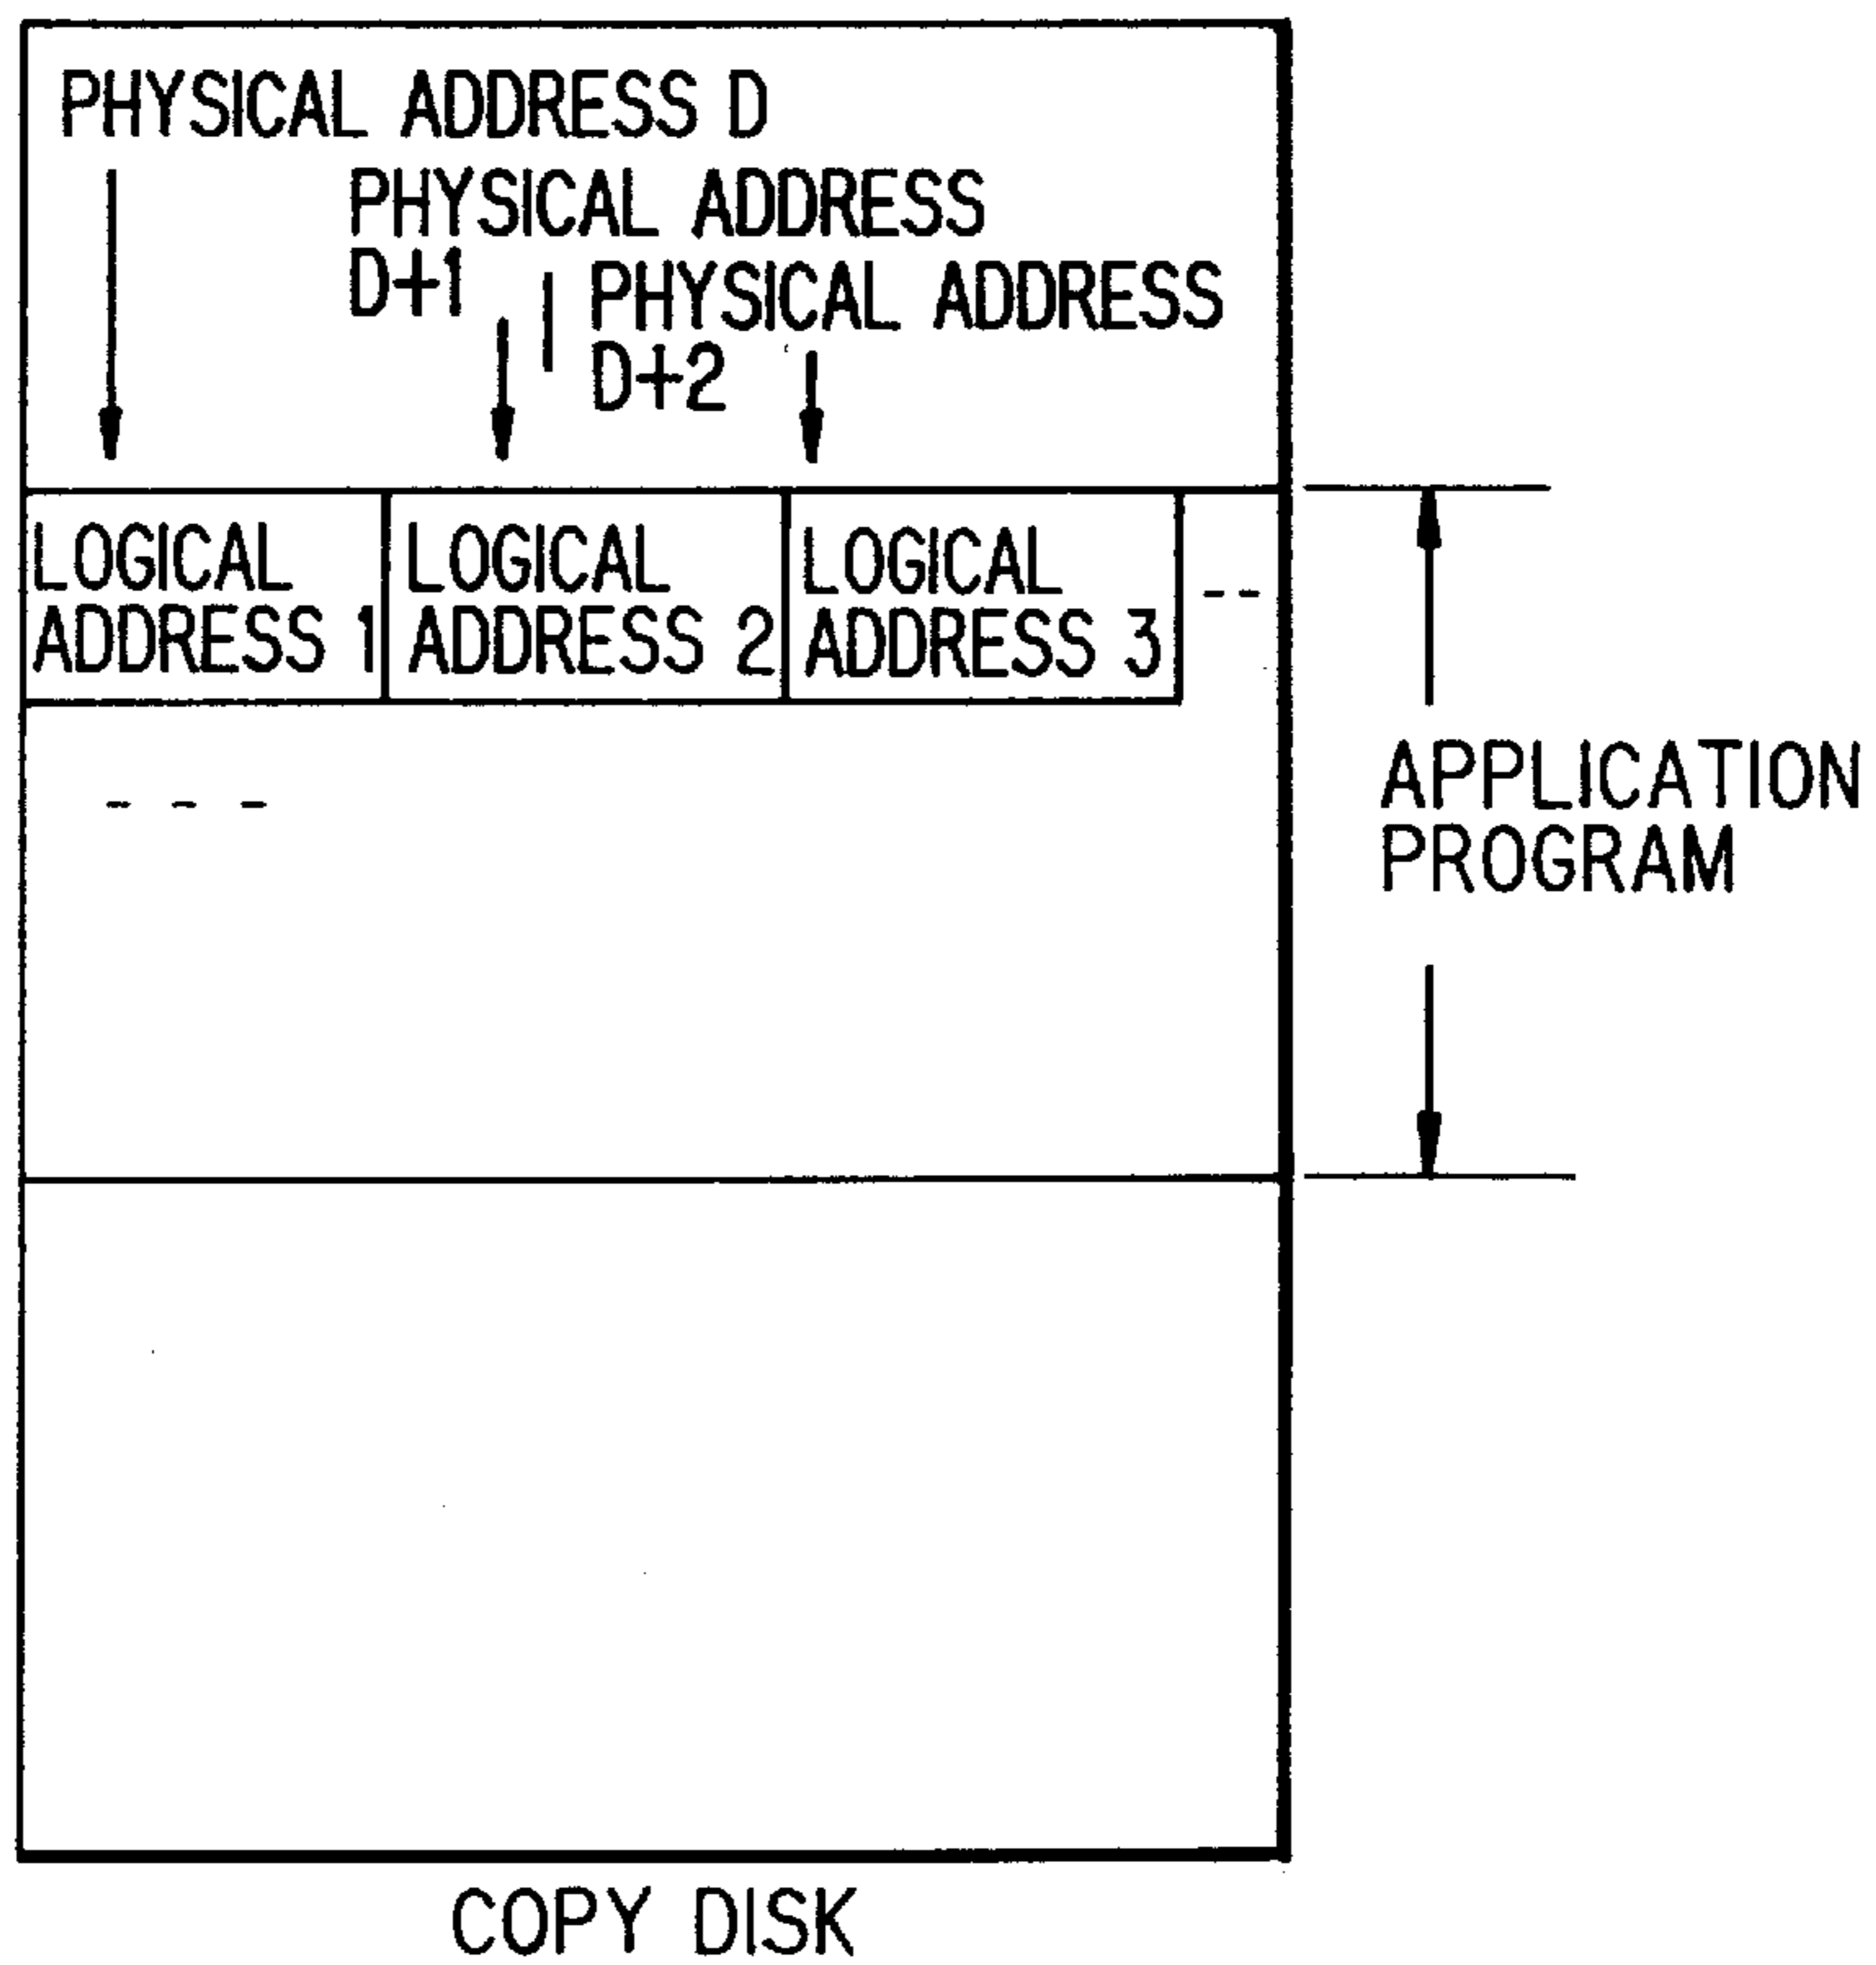 PHYSICAL ADDRESS D
PHYSICAL ADDRESS
D+1
PHYSICAL ADDRESS
D+2
LOGICAL
ADDRESS 1
LOGICAL
ADDRESS 2
LOGICAL
ADDRESS 3
--
- - -
APPLICATION
PROGRAM
COPY DISK